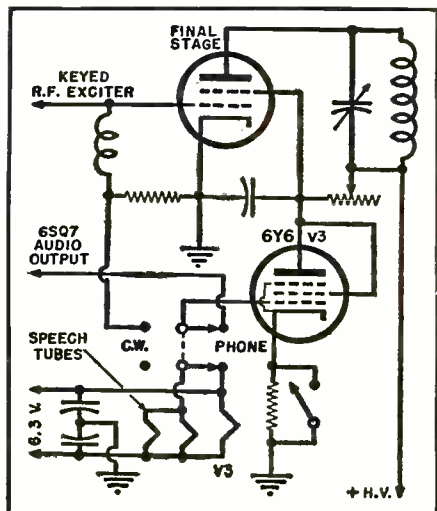 FINAL
STAGE
KEYED
R.F. EXCITER
6SQ7
AUDIO
OUTPUT
6Y6 V3
SPEECH
TUBES
C.W.
PHONE
6.3 V.
V3
+ H.V.